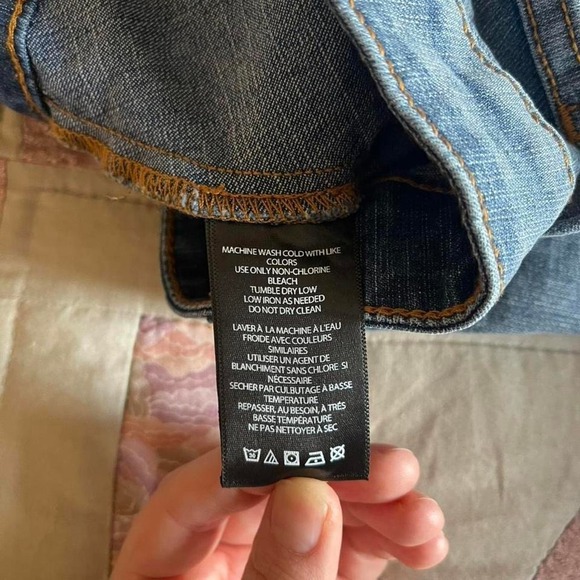 MACHINE WASH COLD WITH LIKE
COLORS
USE ONLY NON-CHLORINE
BLEACH
TUMBLE DRY LOW
LOW IRON AS NEEDED
DO NOT DRY CLEAN
LAVER À LA MACHINE À L'EAU
FROIDE AVEC COULEURS
SIMILAIRES
UTILISER UN AGENT DE
BLANCHIMENT SANS CHLORE SI
NÉCESSAIRE
SECHER PAR CULBUTAGE À BASSE
TEMPERATURE
REPASSER, AU BESOIN, À TRÉS
BASSE TEMPÉRATURE
NE PAS NETTOYER À SEC